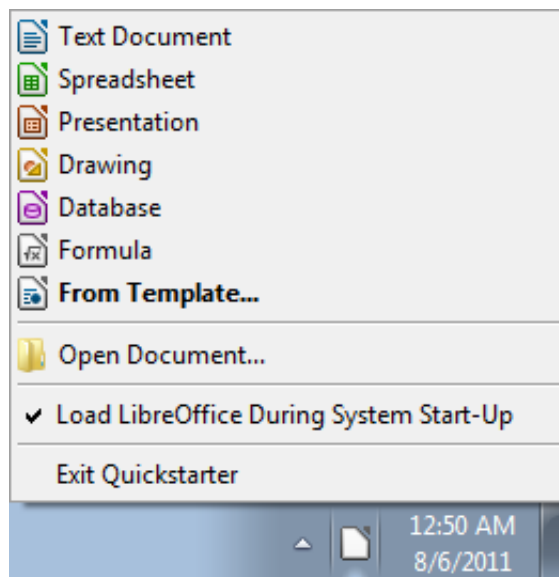 Text Document
Spreadsheet
Presentation
Drawing
Database
Formula
From Template...
Open Document...
Load LibreOffice During System Start-Up
Exit Quickstarter
12:50 AM
8/6/2011